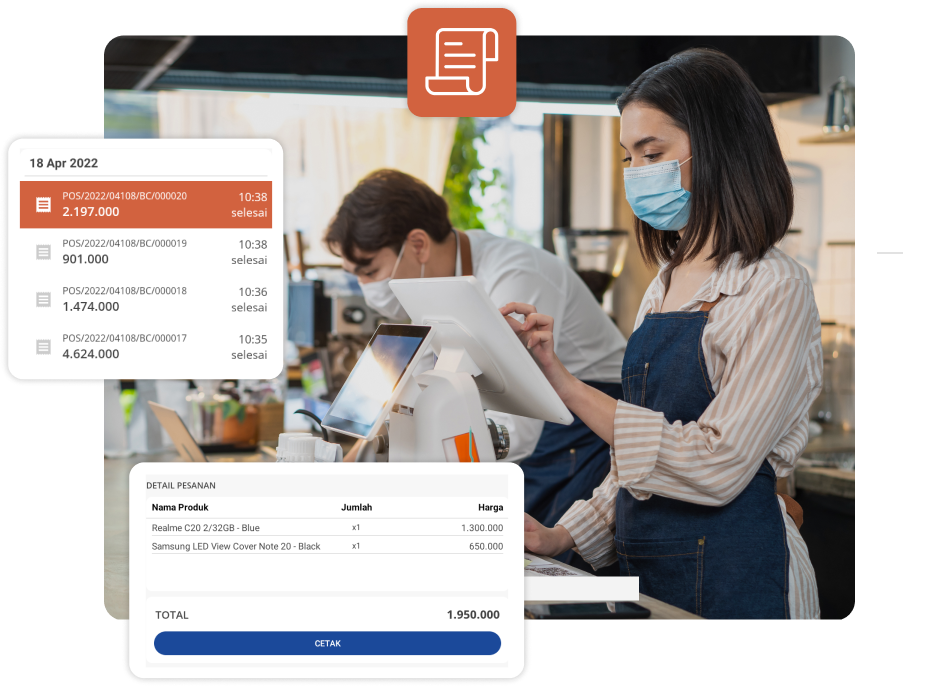 18 Apr 2022
POS/2022/04108/BC/000020 10:38
2.197.000 selesai
POS/2022/04108/BC/000019 10:38
901.000 selesai
POS/2022/04108/BC/000018 10:36
1.474.000 selesai
POS/2022/04108/BC/000017 10:35
4.624.000 selesai
DETAIL PESANAN
Nama Produk Jumlah Harga
Realme C20 2/32GB - Blue x1 1.300.000
Samsung LED View Cover Note 20 - Black x1 650.000
TOTAL 1.950.000
CETAK